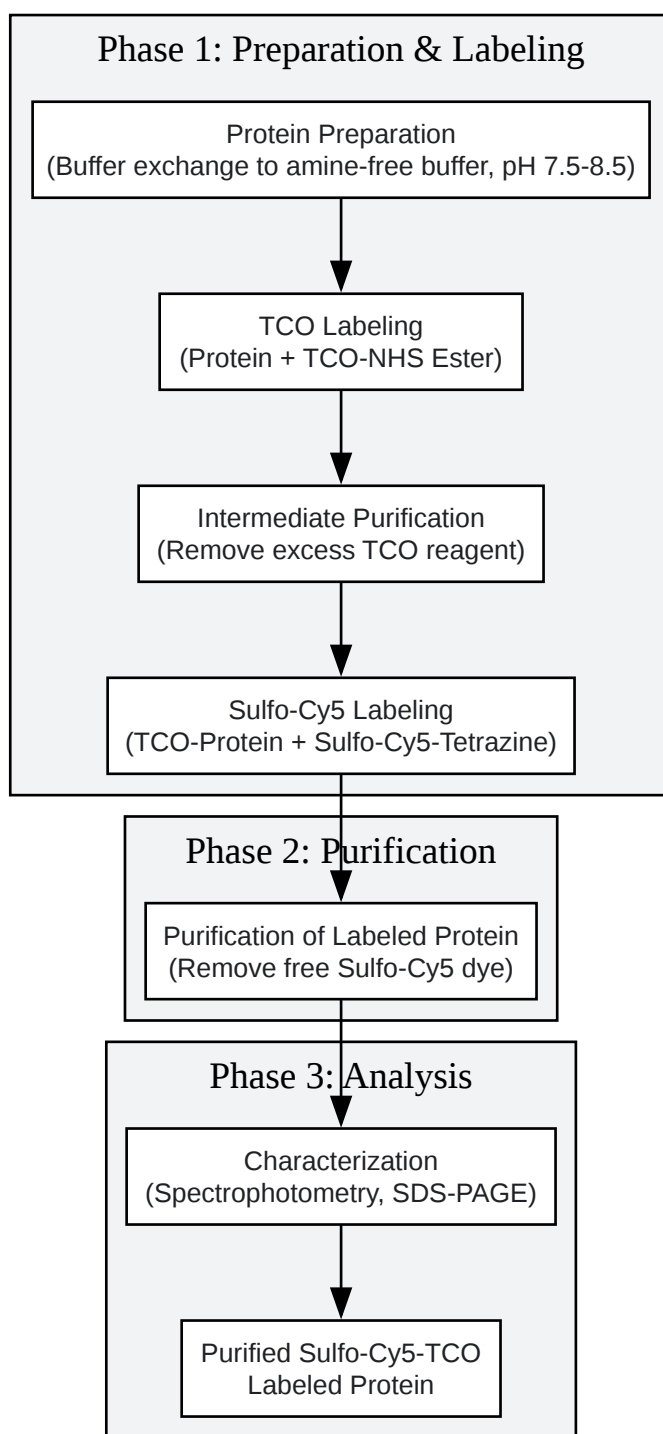 Phase 1: Preparation & Labeling
Protein Preparation
(Buffer exchange to amine-free buffer, pH 7.5-8.5)
TCO Labeling
(Protein + TCO-NHS Ester)
Intermediate Purification
(Remove excess TCO reagent)
Sulfo-Cy5 Labeling
(TCO-Protein + Sulfo-Cy5-Tetrazine)
Phase 2: Purification
Purification of Labeled Protein
(Remove free Sulfo-Cy5 dye)
Phase 3: Analysis
Characterization
(Spectrophotometry, SDS-PAGE)
Purified Sulfo-Cy5-TCO
Labeled Protein